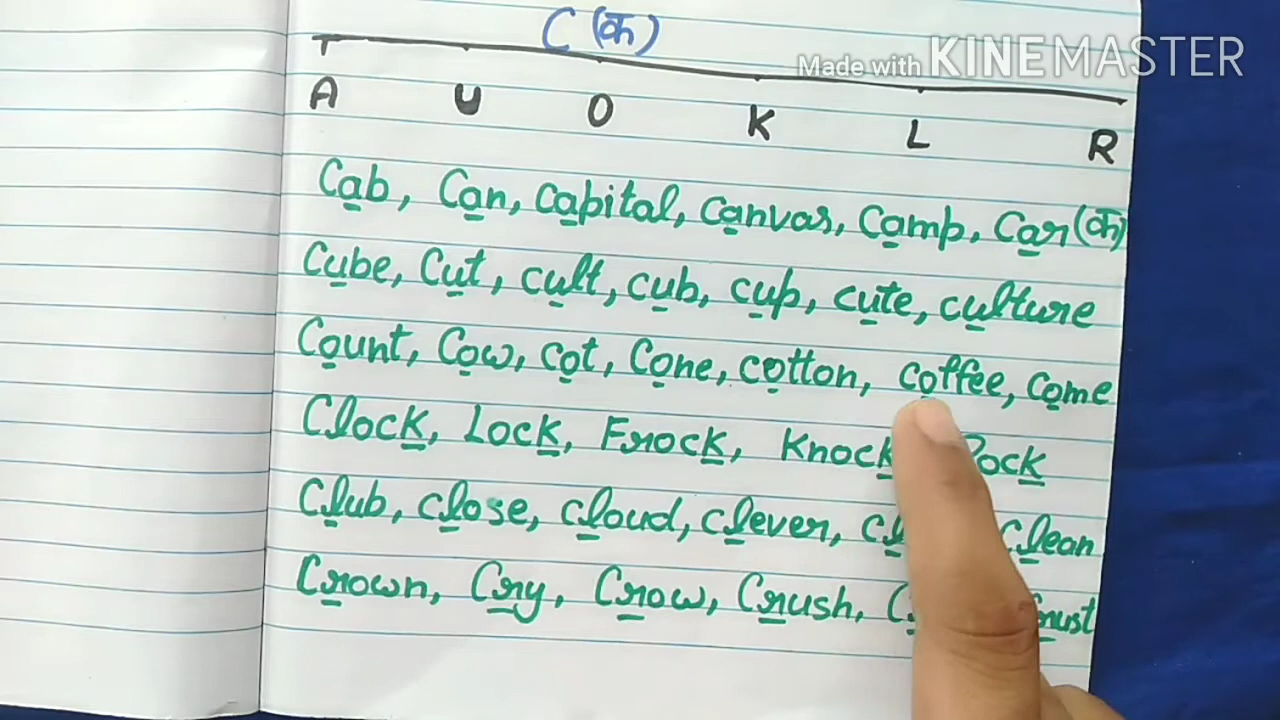 C (क)
Made with KINEMASTER
A U O K L R
Cab, Can, Capital, Canvas, Camp, Car (क)
Cube, Cut, cult, cub, cup, cute, culture
Count, Cow, cot, Cone, cotton, coffee, come
Clock, Lock, Frock, Knock
Club, close, cloud, clever, clean
Crown, Cry, Crow, Crush,